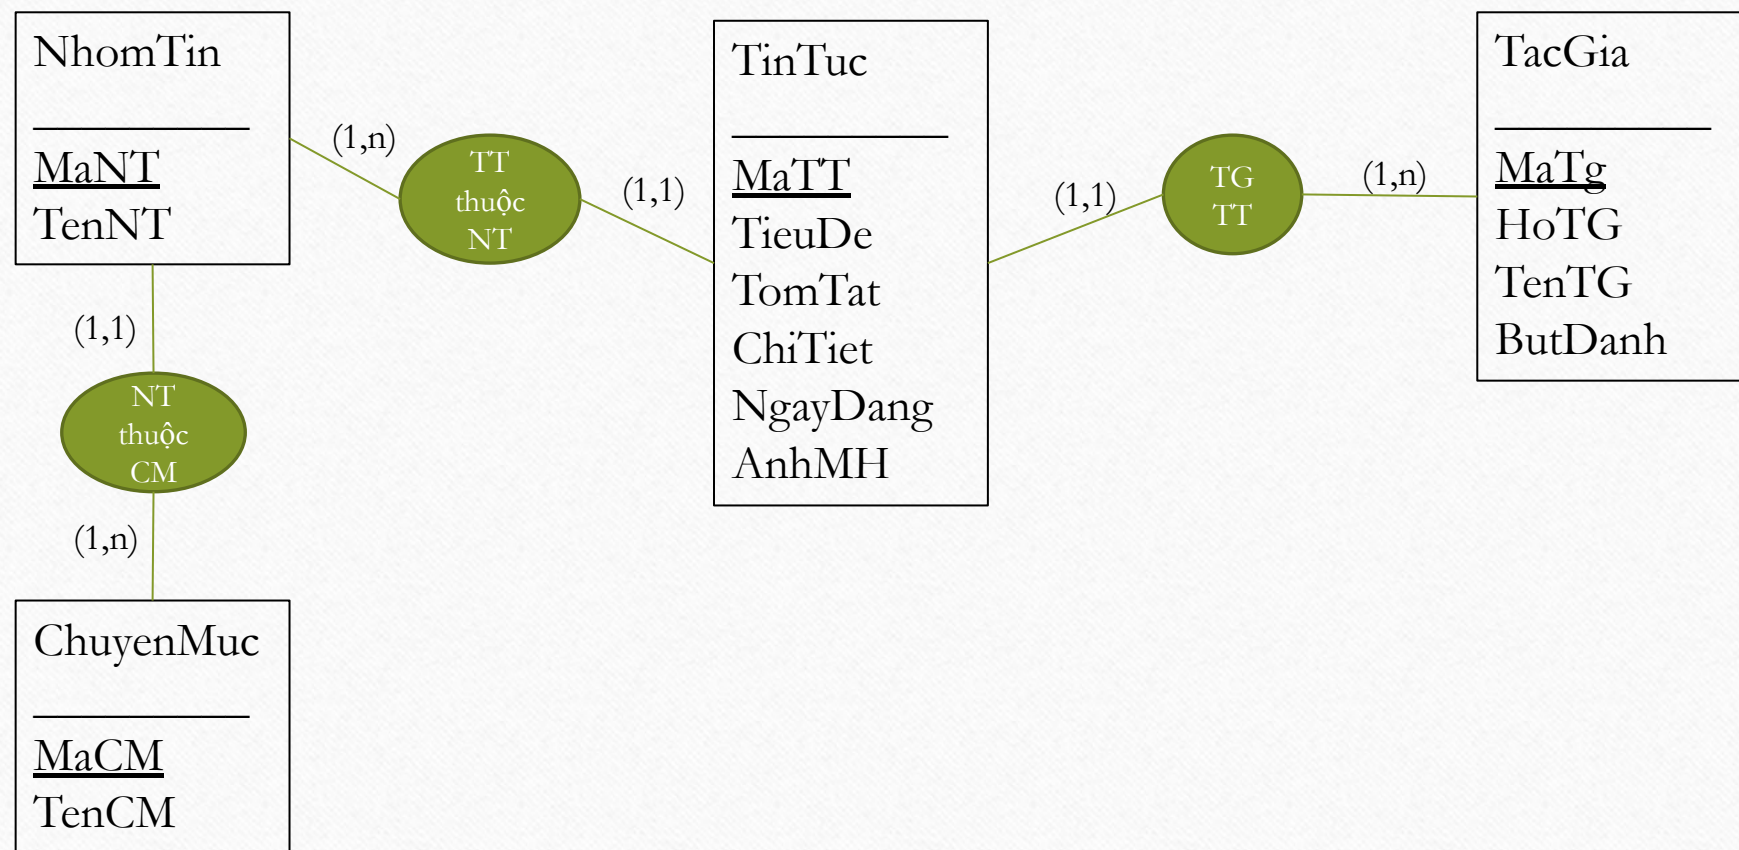 NhomTin
MaNT
TenNT
(1,n)
TT
thuộc
NT
(1,1)
TinTuc
MaTT
TieuDe
TomTat
ChiTiet
NgayDang
AnhMH
(1,1)
TG
TT
(1,n)
TacGia
MaTg
HoTG
TenTG
ButDanh
(1,1)
NT
thuộc
CM
(1,n)
ChuyenMuc
MaCM
TenCM